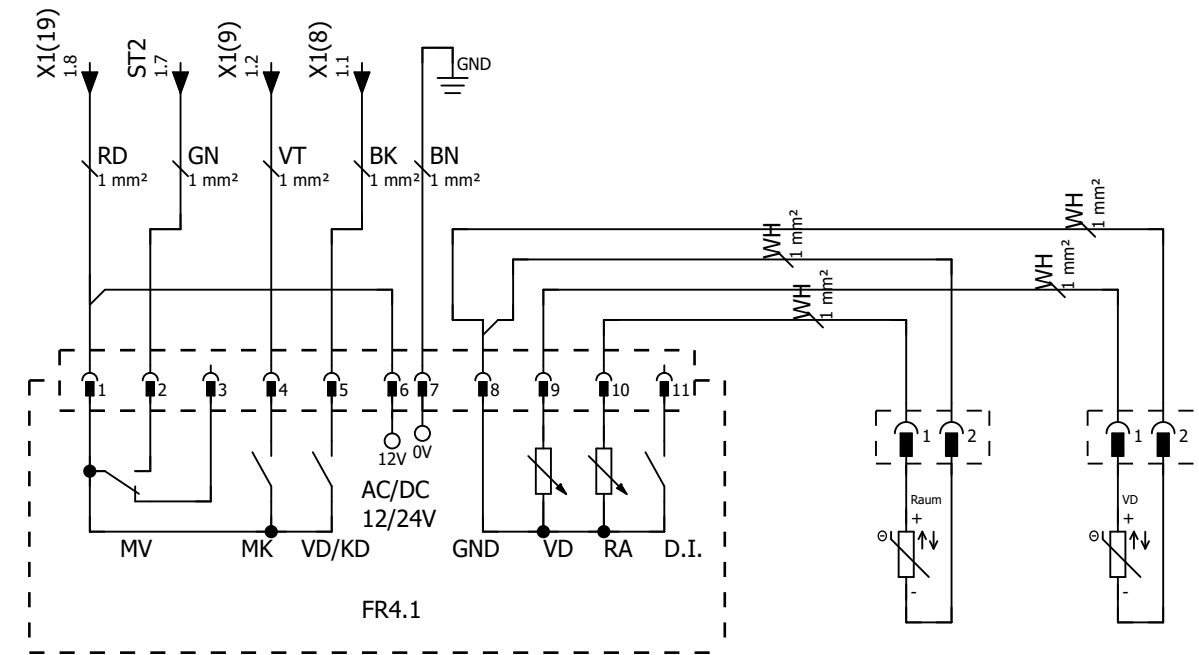 X1(19)
1.8
ST2
1.7
X1(9)
1.2
X1(8)
1.1
GND
RD
1 mm²
GN
1 mm²
VT
1 mm²
BK
1 mm²
BN
1 mm²
WH
1 mm²
WH
1 mm²
WH
1 mm²
WH
1 mm²
1 2 3 4 5 6 7 8 9 10 11
1 2
1 2
12V 0V
AC/DC
12/24V
MV MK VD/KD GND VD RA D.I.
FR4.1
Raum
+
Θ
-
VD
+
Θ
-